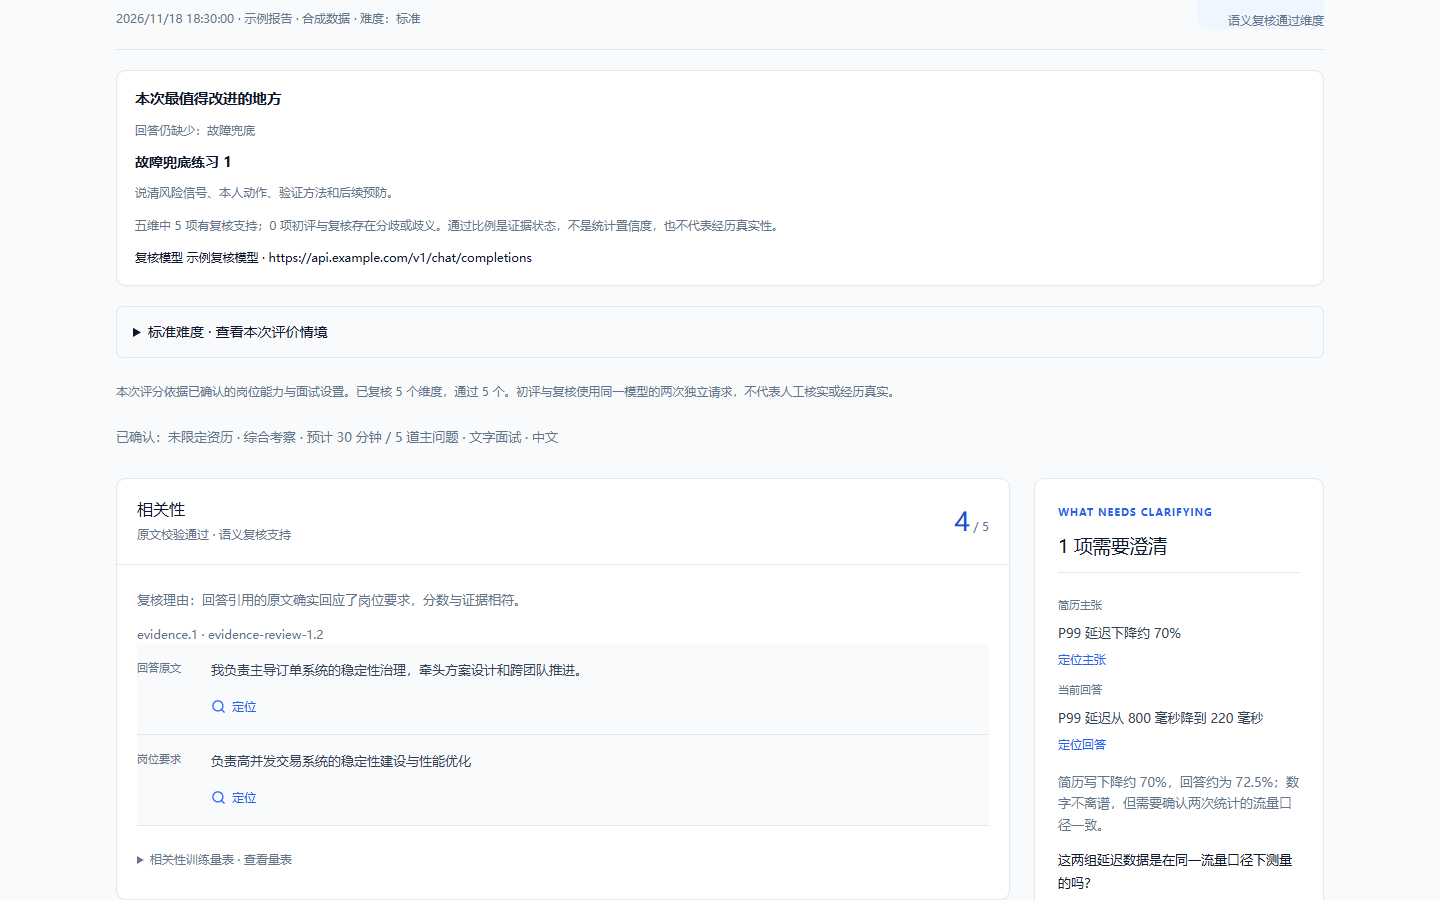 2026/11/18 18:30:00 · 示例报告 · 合成数据 · 难度：标准
语义复核通过维度
本次最值得改进的地方
回答仍缺少：故障兜底
故障兜底练习 1
说清风险信号、本人动作、验证方法和后续预防。
五维中 5 项有复核支持；0 项初评与复核存在分歧或歧义。通过比例是证据状态，不是统计置信度，也不代表经历真实性。
复核模型 示例复核模型 · https://api.example.com/v1/chat/completions
▶ 标准难度 · 查看本次评价情境
本次评分依据已确认的岗位能力与面试设置。已复核 5 个维度，通过 5 个。初评与复核使用同一模型的两次独立请求，不代表人工核实或经历真实。
已确认：未限定资历 · 综合考察 · 预计 30 分钟 / 5 道主问题 · 文字面试 · 中文
相关性
原文校验通过 · 语义复核支持
4 / 5
复核理由：回答引用的原文确实回应了岗位要求，分数与证据相符。
evidence.1 · evidence-review-1.2
回答原文
我负责主导订单系统的稳定性治理，牵头方案设计和跨团队推进。
定位
岗位要求
负责高并发交易系统的稳定性建设与性能优化
定位
▶ 相关性训练量表 · 查看量表
WHAT NEEDS CLARIFYING
1 项需要澄清
简历主张
P99 延迟下降约 70%
定位主张
当前回答
P99 延迟从 800 毫秒降到 220 毫秒
定位回答
简历写下降约 70%，回答约为 72.5%；数
字不离谱，但需要确认两次统计的流量口
径一致。
这两组延迟数据是在同一流量口径下测量
的吗？